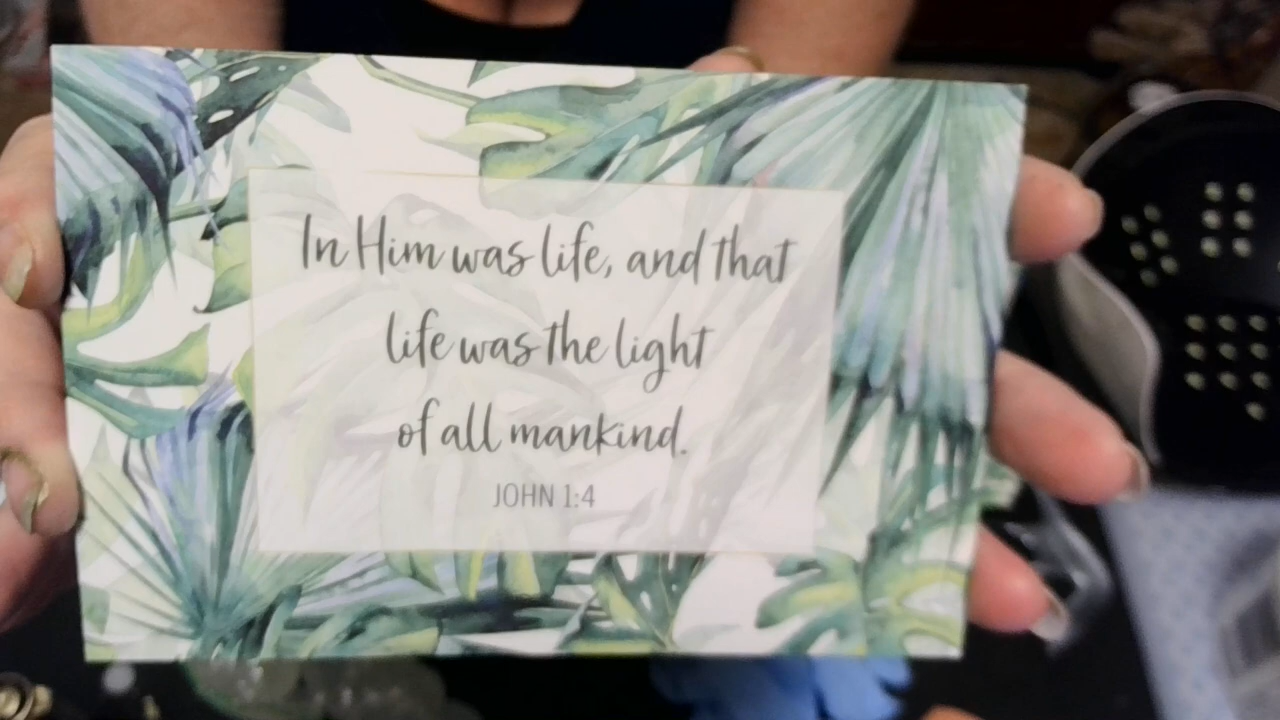 In Him was life, and that
life was the light
of all mankind.
JOHN 1:4